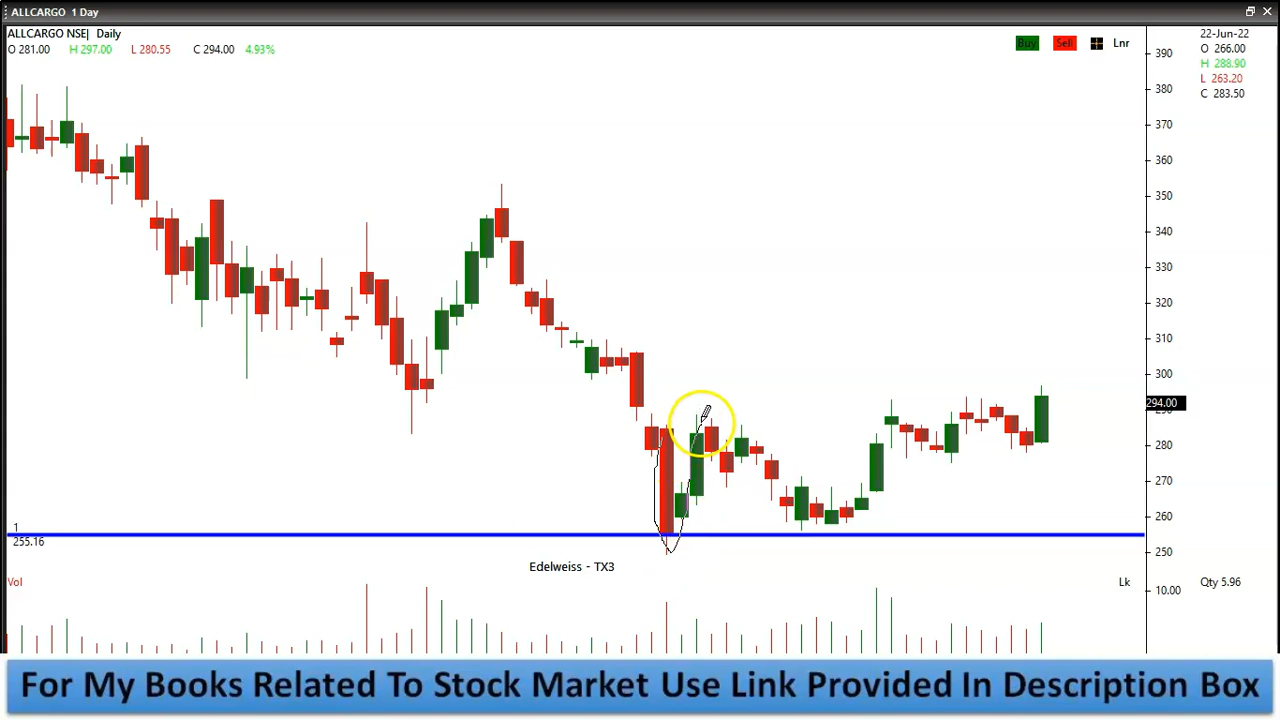 ALLCARGO 1 Day
ALLCARGO NSE| Daily
O 281.00 H 297.00 L 280.55 C 294.00 4.93%
Buy Sell Lnr
22-Jun-22
O 266.00
H 288.90
L 263.20
C 283.50
390
380
370
360
350
340
330
320
310
300
294.00
290
280
270
260
250
1
255.16
Edelweiss - TX3
Vol
Lk
Qty 5.96
10.00
For My Books Related To Stock Market Use Link Provided In Description Box